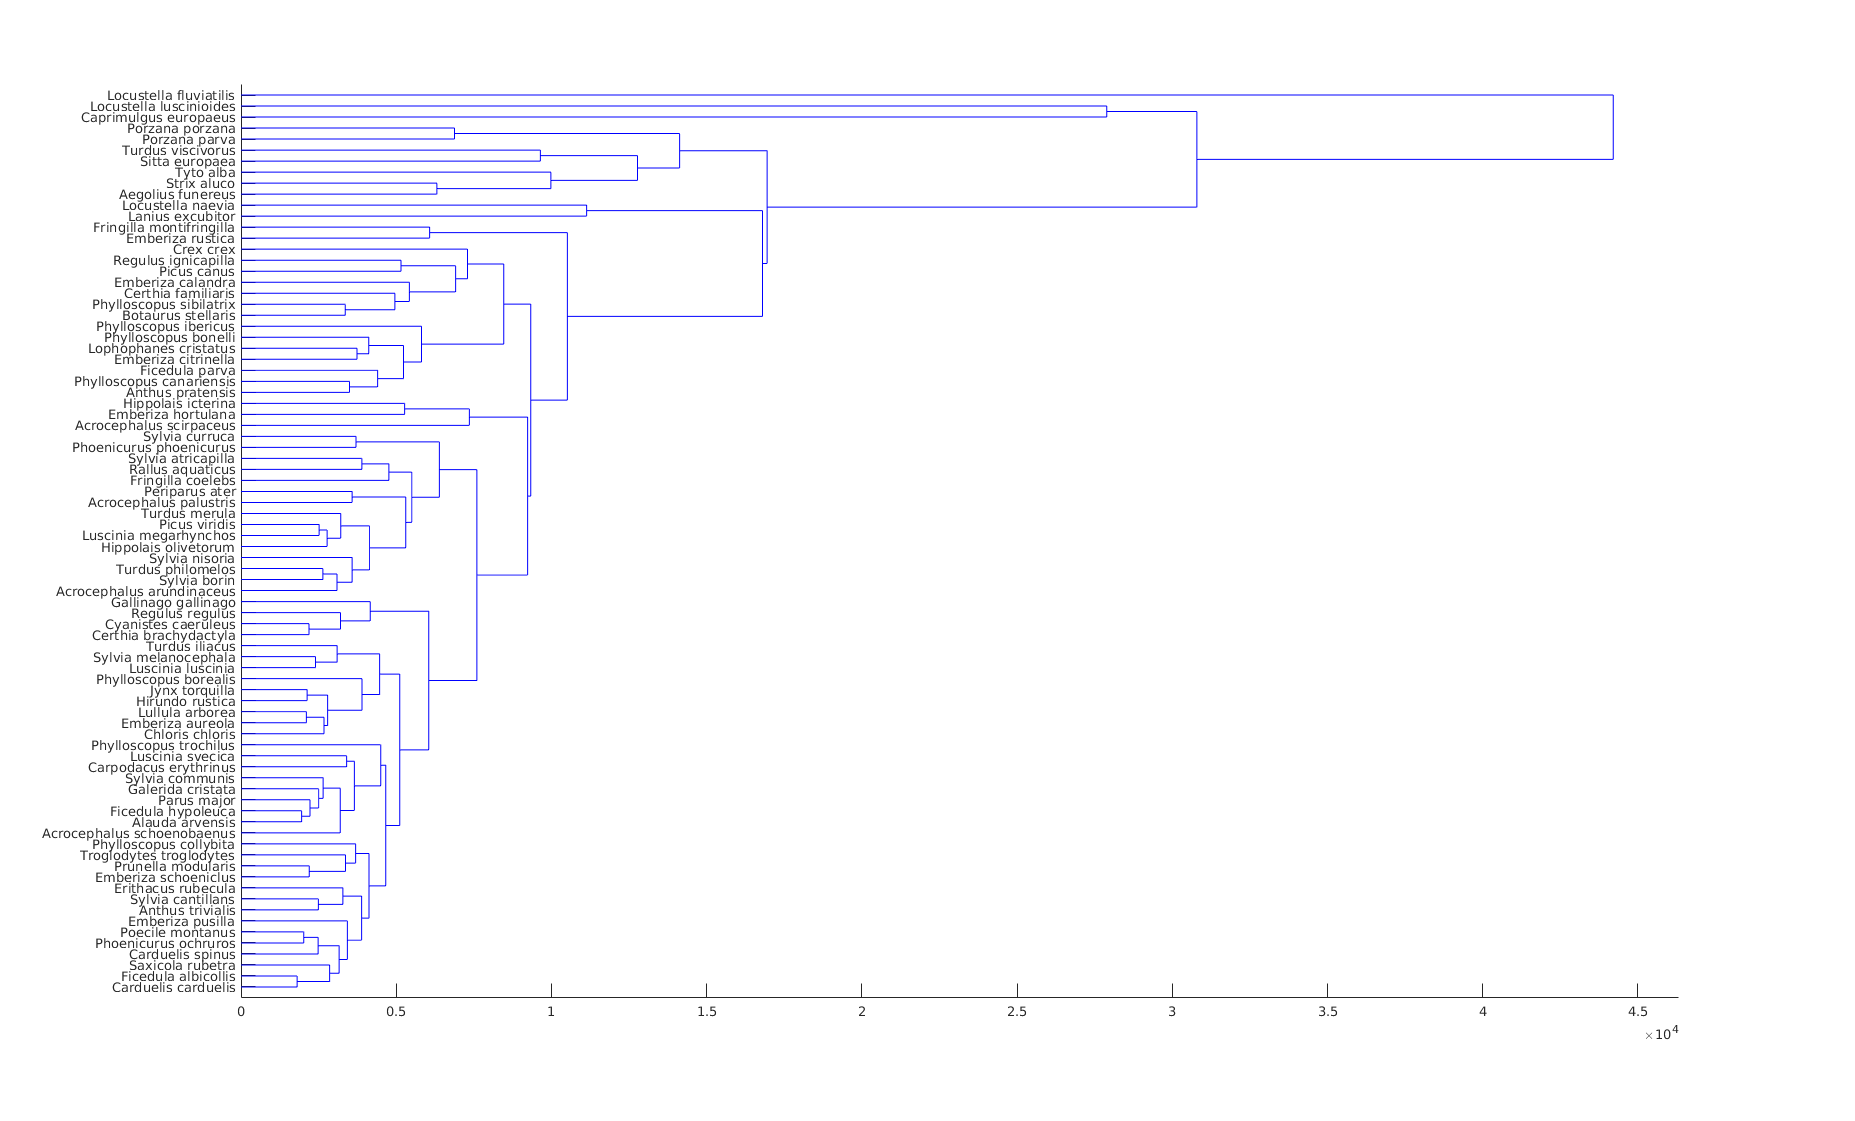 Locustella fluviatilis
Locustella luscinioides
Caprimulgus europaeus
Porzana porzana
Porzana parva
Turdus viscivorus
Sitta europaea
Tyto alba
Strix aluco
Aegolius funereus
Locustella naevia
Lanius excubitor
Fringilla montifringilla
Emberiza rustica
Crex crex
Regulus ignicapilla
Picus canus
Emberiza calandra
Certhia familiaris
Phylloscopus sibilatrix
Botaurus stellaris
Phylloscopus ibericus
Phylloscopus bonelli
Lophophanes cristatus
Emberiza citrinella
Ficedula parva
Phylloscopus canariensis
Anthus pratensis
Hippolais icterina
Emberiza hortulana
Acrocephalus scirpaceus
Sylvia curruca
Phoenicurus phoenicurus
Sylvia atricapilla
Rallus aquaticus
Fringilla coelebs
Periparus ater
Acrocephalus palustris
Turdus merula
Picus viridis
Luscinia megarhynchos
Hippolais olivetorum
Sylvia nisoria
Turdus philomelos
Sylvia borin
Acrocephalus arundinaceus
Gallinago gallinago
Regulus regulus
Cyanistes caeruleus
Certhia brachydactyla
Turdus iliacus
Sylvia melanocephala
Luscinia luscinia
Phylloscopus borealis
Jynx torquilla
Hirundo rustica
Lullula arborea
Emberiza aureola
Chloris chloris
Phylloscopus trochilus
Luscinia svecica
Carpodacus erythrinus
Sylvia communis
Galerida cristata
Parus major
Ficedula hypoleuca
Alauda arvensis
Acrocephalus schoenobaenus
Phylloscopus collybita
Troglodytes troglodytes
Prunella modularis
Emberiza schoeniclus
Erithacus rubecula
Sylvia cantillans
Anthus trivialis
Emberiza pusilla
Poecile montanus
Phoenicurus ochruros
Carduelis spinus
Saxicola rubetra
Ficedula albicollis
Carduelis carduelis
0 0.5 1 1.5 2 2.5 3 3.5 4 4.5
×10⁴